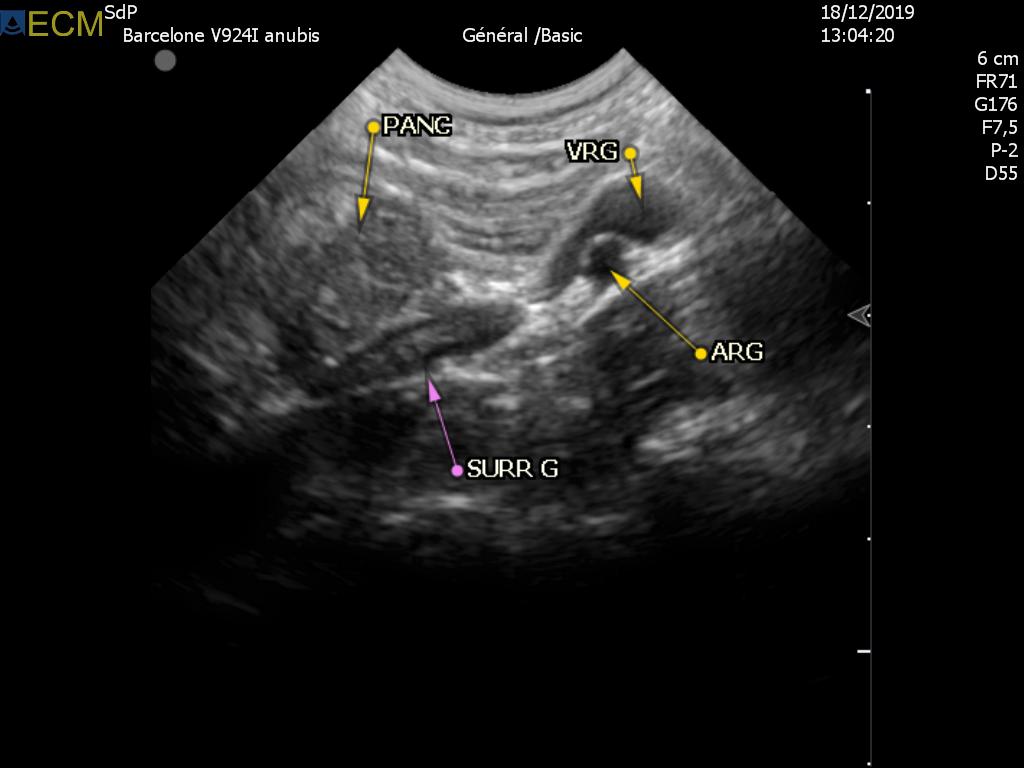 ECM SdP
Barcelone V924I anubis
Général /Basic
18/12/2019
13:04:20
6 cm
FR71
G176
F7,5
P-2
D55
PANC
VRG
ARG
SURR G